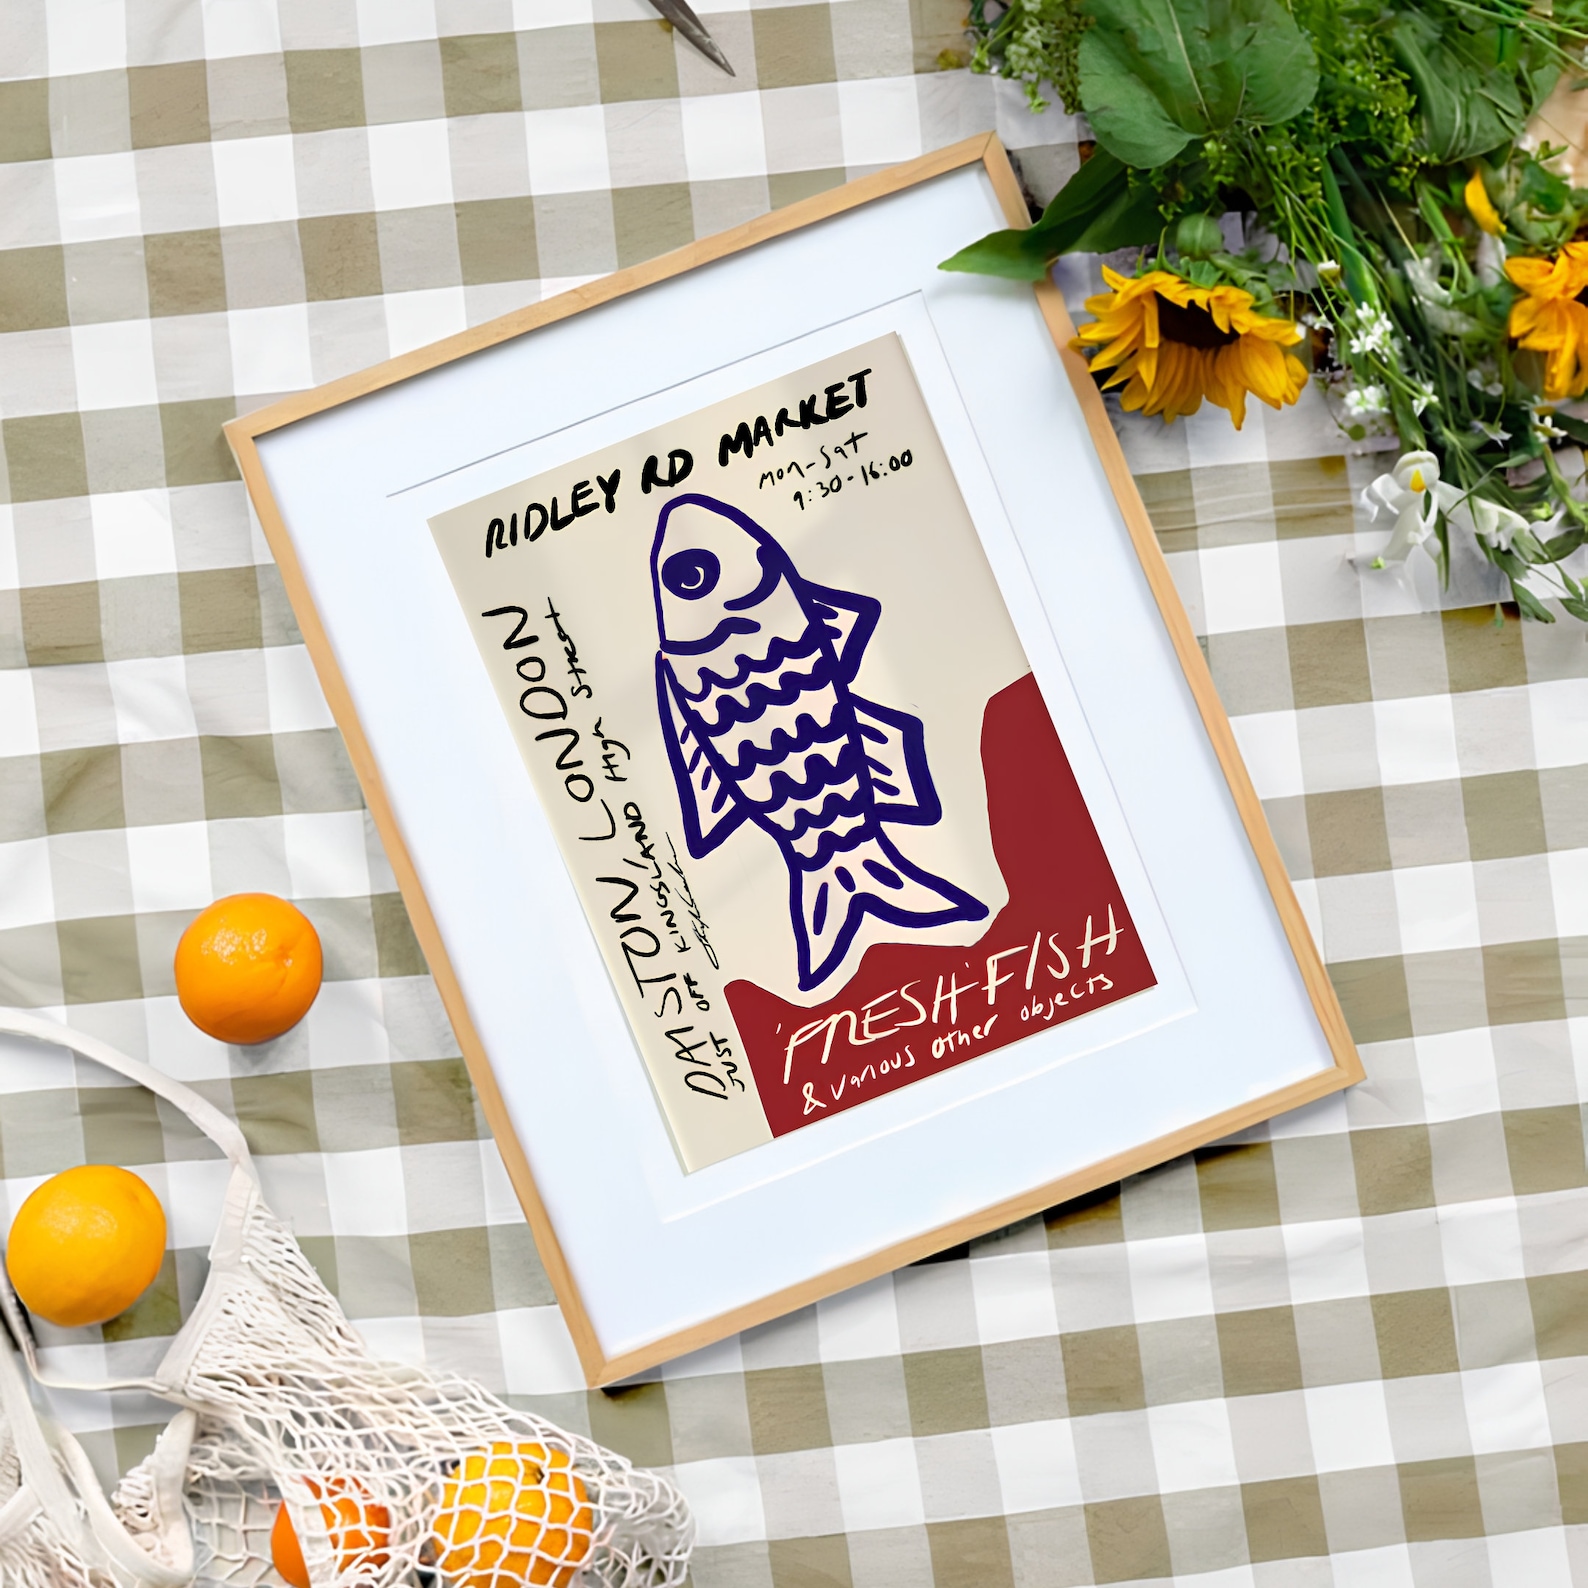 RIDLEY RD MARKET
Mon-Sat
9:30-16:00
DALSTON, LONDON
JUST OFF KINGSLAND High Street
'FRESH' FISH
& various other objects